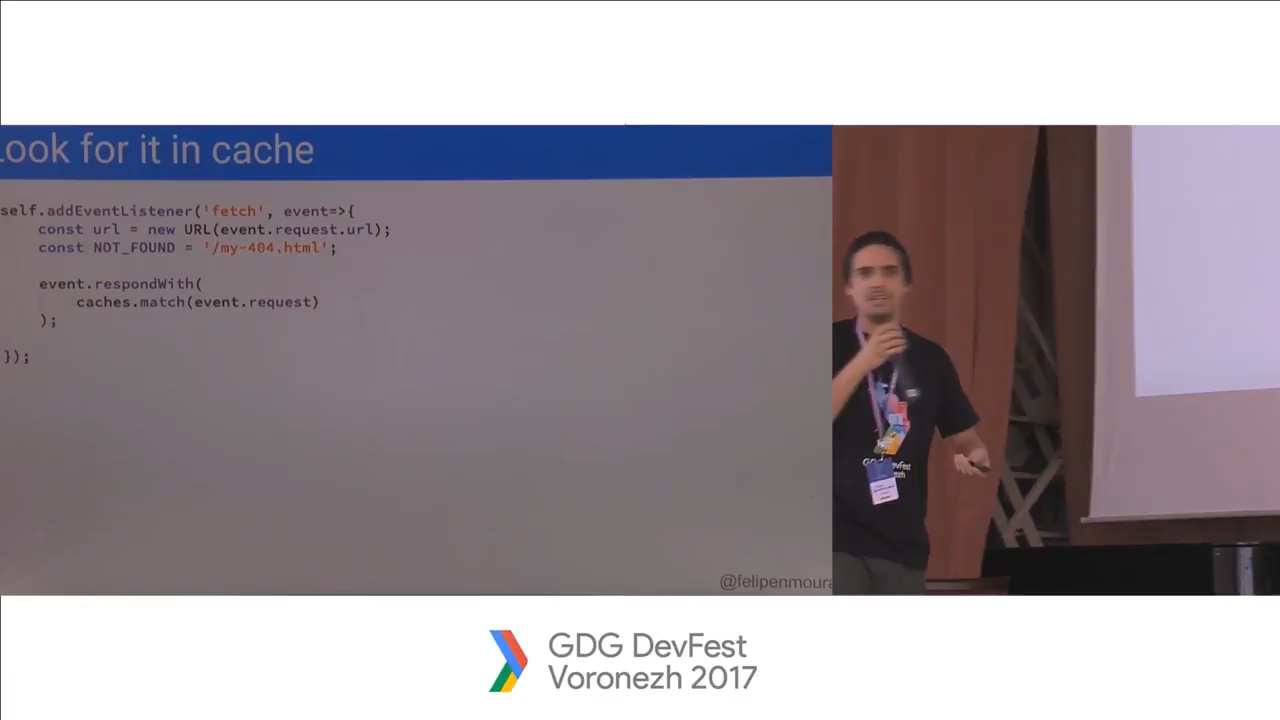 Look for it in cache
self.addEventListener('fetch', event=>{
const url = new URL(event.request.url);
const NOT_FOUND = '/my-404.html';
event.respondWith(
caches.match(event.request)
);
});
@felipenmoura
GDG DevFest
Voronezh 2017